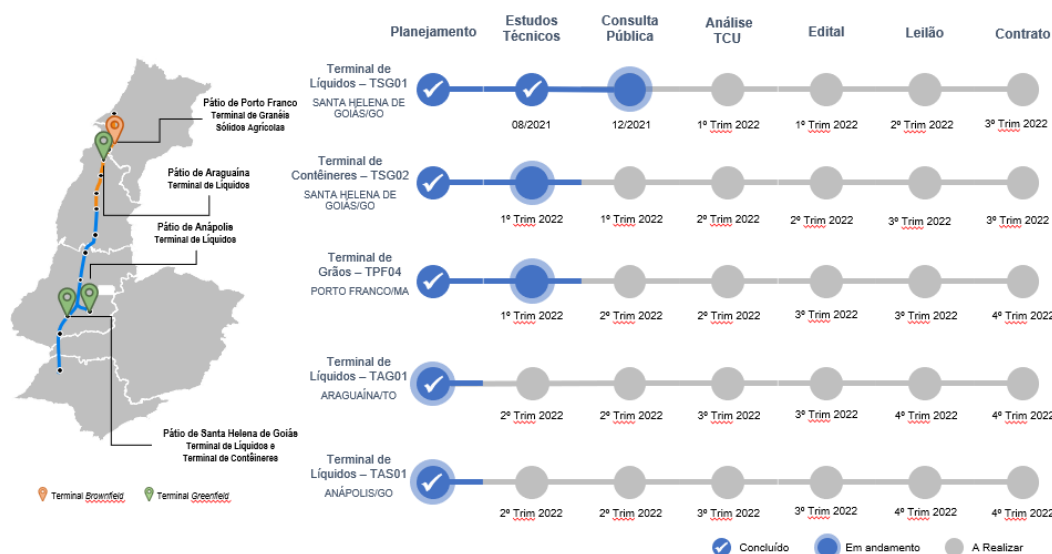 Planejamento
Estudos
Técnicos
Consulta
Pública
Análise
TCU
Edital
Leilão
Contrato
Terminal de
Líquidos – TSG01
SANTA HELENA DE
GOIÁS/GO
08/2021
12/2021
1º Trim 2022
1º Trim 2022
2º Trim 2022
3º Trim 2022
Terminal de
Contêineres – TSG02
SANTA HELENA DE
GOIÁS/GO
1º Trim 2022
1º Trim 2022
2º Trim 2022
2º Trim 2022
3º Trim 2022
3º Trim 2022
Terminal de
Grãos – TPF04
PORTO FRANCO/MA
1º Trim 2022
2º Trim 2022
2º Trim 2022
3º Trim 2022
3º Trim 2022
4º Trim 2022
Terminal de
Líquidos – TAG01
ARAGUAÍNA/TO
2º Trim 2022
2º Trim 2022
3º Trim 2022
3º Trim 2022
4º Trim 2022
4º Trim 2022
Terminal de
Líquidos – TAS01
ANÁPOLIS/GO
2º Trim 2022
2º Trim 2022
3º Trim 2022
3º Trim 2022
4º Trim 2022
4º Trim 2022
Pátio de Porto Franco
Terminal de Granéis
Sólidos Agrícolas
Pátio de Araguaína
Terminal de Líquidos
Pátio de Anápolis
Terminal de Líquidos
Pátio de Santa Helena de Goiás
Terminal de Líquidos e
Terminal de Contêineres
Terminal Brownfield
Terminal Greenfield
Concluído
Em andamento
A Realizar